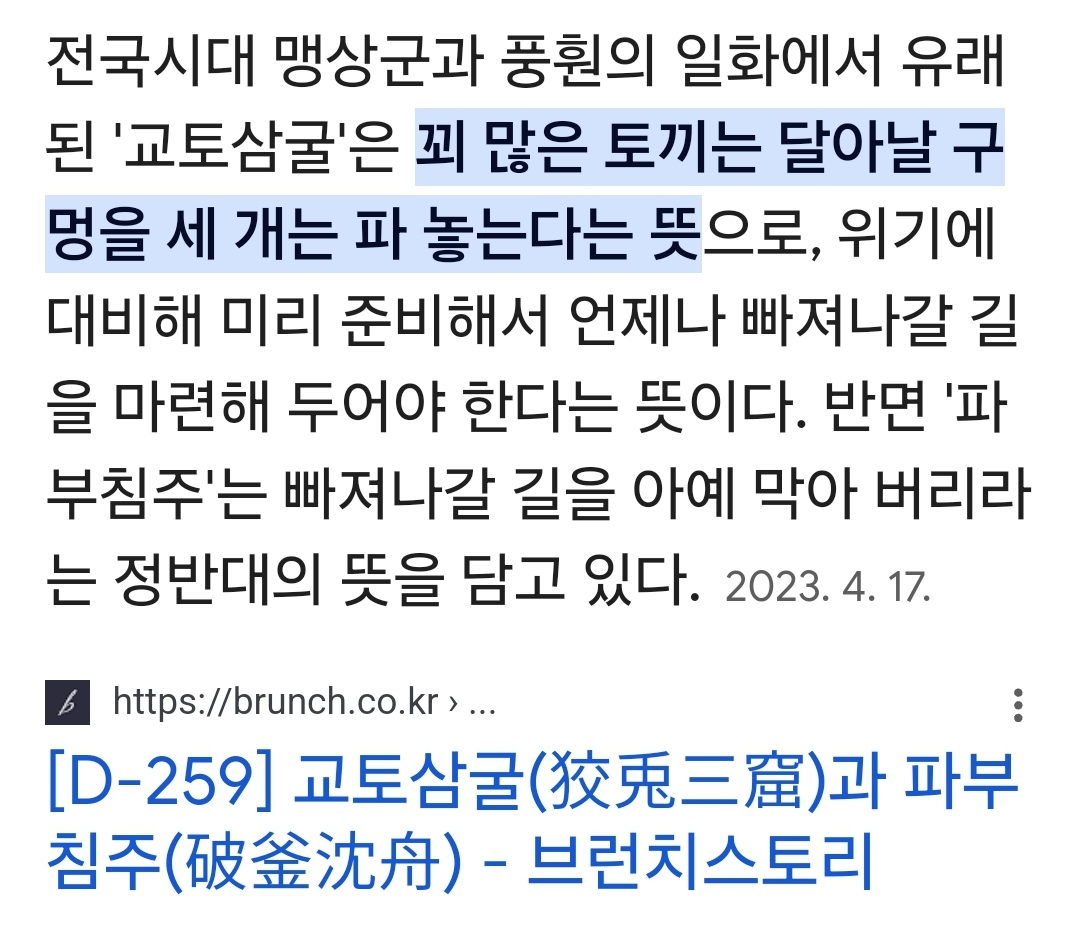 전국시대 맹상군과 풍훤의 일화에서 유래
된 '교토삼굴'은 꾀 많은 토끼는 달아날 구
멍을 세 개는 파 놓는다는 뜻으로, 위기에
대비해 미리 준비해서 언제나 빠져나갈 길
을 마련해 두어야 한다는 뜻이다. 반면 '파
부침주'는 빠져나갈 길을 아예 막아 버리라
는 정반대의 뜻을 담고 있다. 2023. 4. 17.
https://brunch.co.kr › ...
[D-259] 교토삼굴(狡兎三窟)과 파부
침주(破釜沈舟) - 브런치스토리